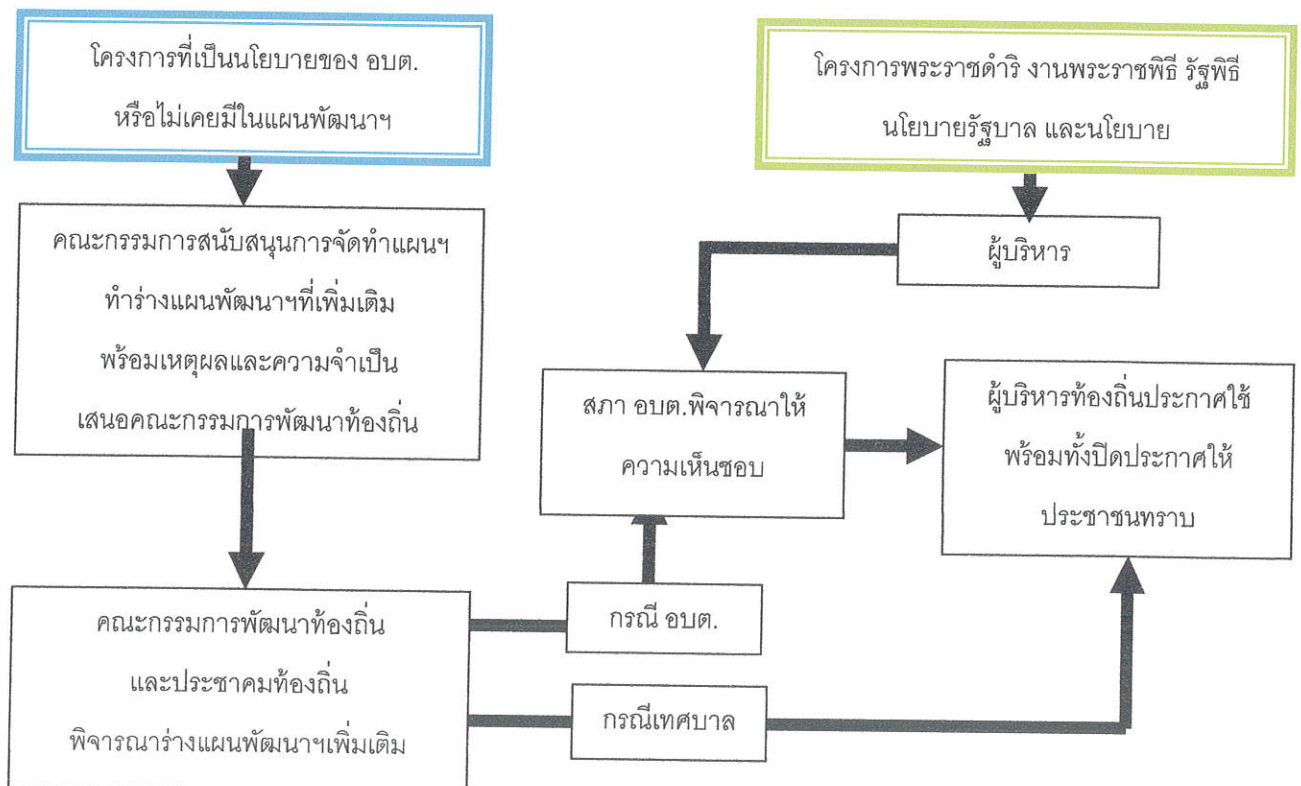 โครงการที่เป็นนโยบายของ อบต.
หรือไม่เคยมีในแผนพัฒนาฯ
โครงการพระราชดำริ งานพระราชพิธี รัฐพิธี
นโยบายรัฐบาล และนโยบาย
คณะกรรมการสนับสนุนการจัดทำแผนฯ
ทำร่างแผนพัฒนาฯที่เพิ่มเติม
พร้อมเหตุผลและความจำเป็น
เสนอคณะกรรมการพัฒนาท้องถิ่น
ผู้บริหาร
สภา อบต.พิจารณาให้
ความเห็นชอบ
ผู้บริหารท้องถิ่นประกาศใช้
พร้อมทั้งปิดประกาศให้
ประชาชนทราบ
คณะกรรมการพัฒนาท้องถิ่น
และประชาคมท้องถิ่น
พิจารณาร่างแผนพัฒนาฯเพิ่มเติม
กรณี อบต.
กรณีเทศบาล